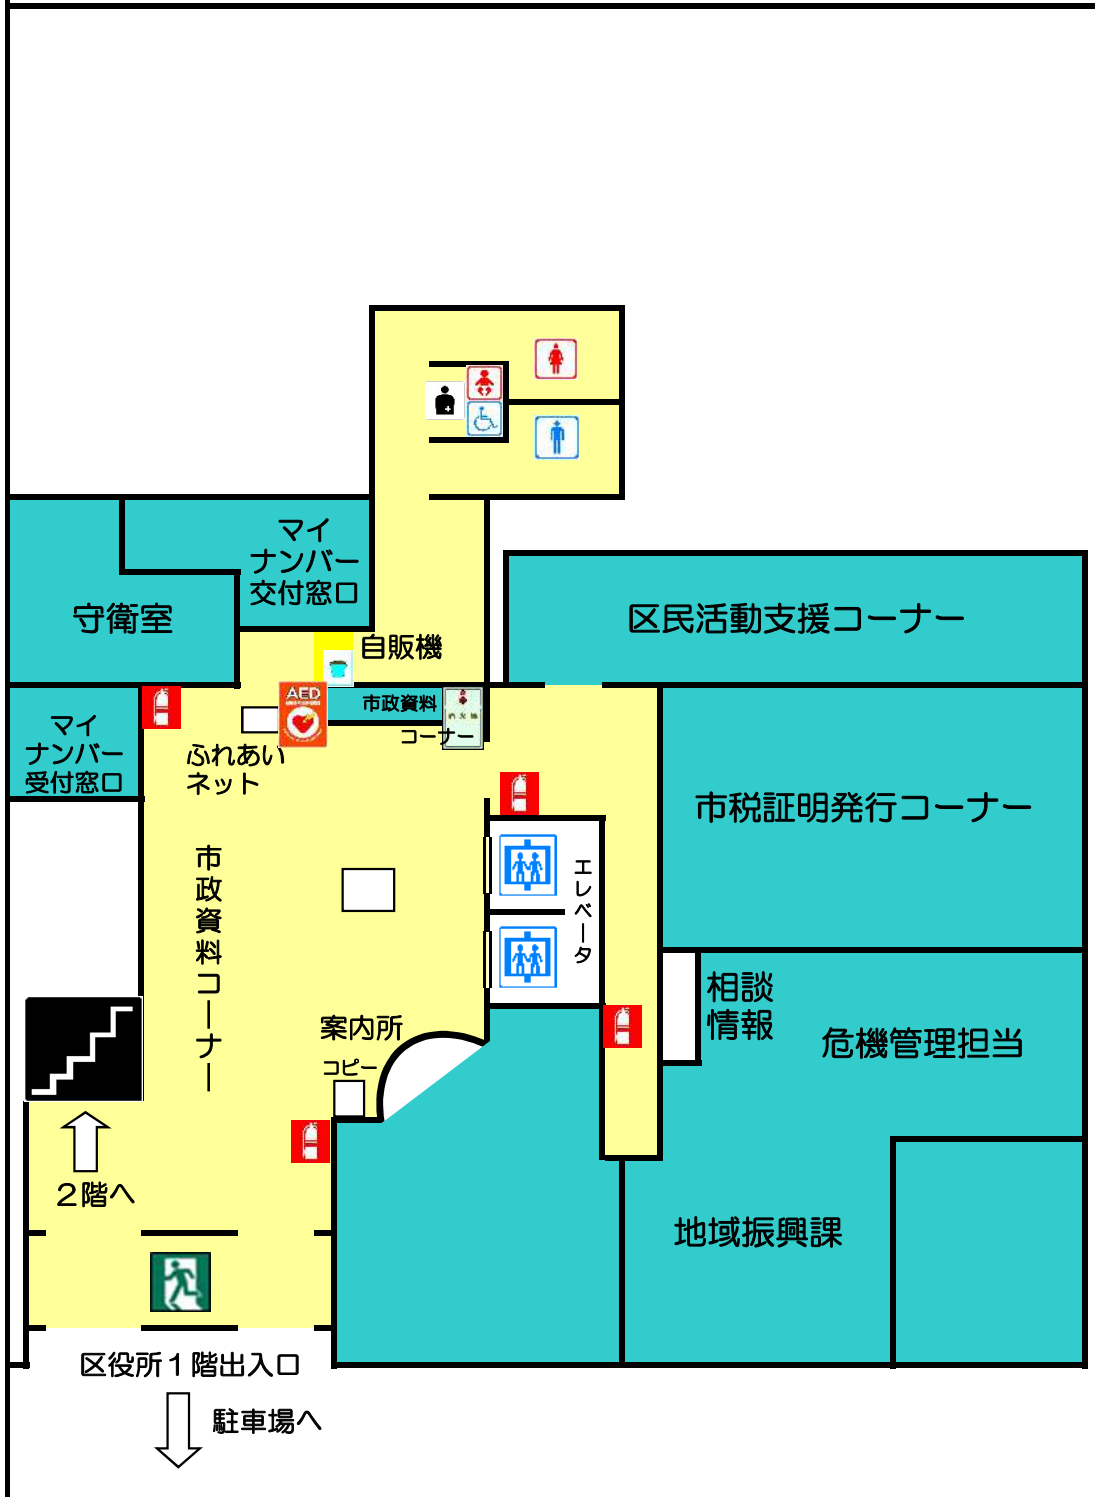 マイ
ナンバー
交付窓口
守衛室
区民活動支援コーナー
自販機
AED
市政資料
コーナー
マイ
ナンバー
受付窓口
ふれあい
ネット
市税証明発行コーナー
市政資料コーナー
エレベータ
相談
情報
案内所
コピー
危機管理担当
2階へ
地域振興課
区役所1階出入口
駐車場へ